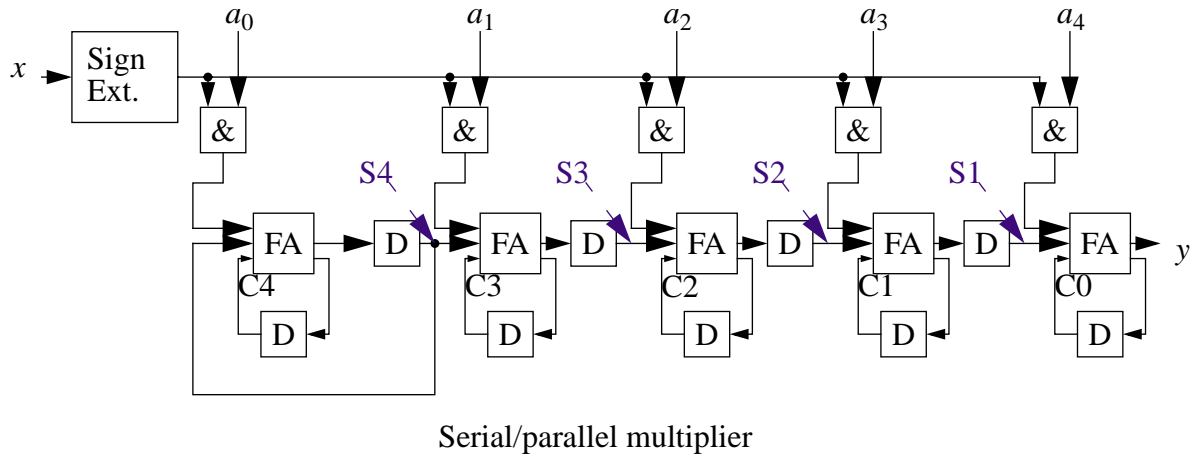 a0 a1 a2 a3 a4
x Sign Ext.
& & & & &
S4 S3 S2 S1
FA D FA D FA D FA D FA y
C4 C3 C2 C1 C0
D D D D D
Serial/parallel multiplier